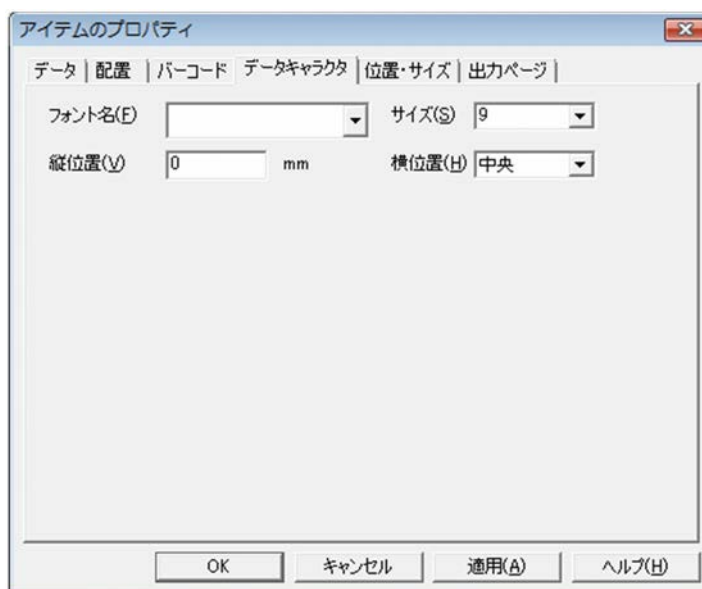 アイテムのプロパティ
データ 配置 バーコード データキャラクタ 位置・サイズ 出力ページ
フォント名(F) サイズ(S) 9
縦位置(V) 0 mm 横位置(H) 中央
OK キャンセル 適用(A) ヘルプ(H)